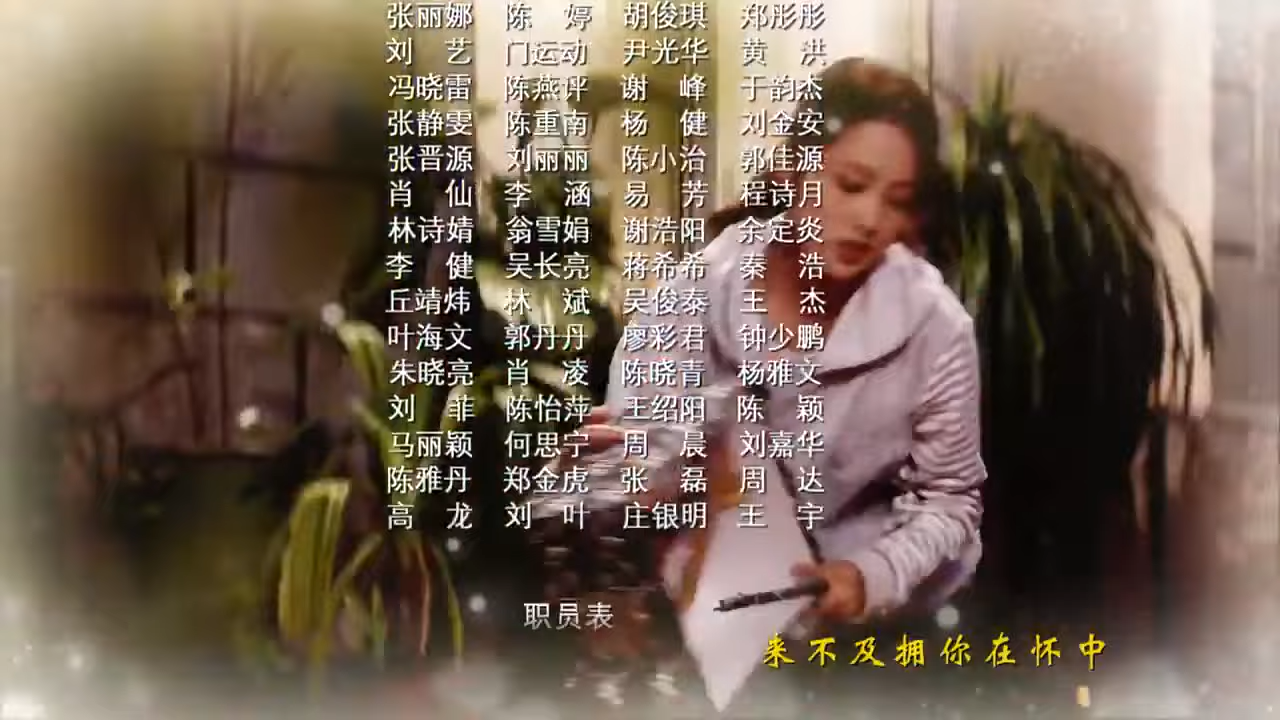 张丽娜 陈 婷 胡俊琪 郑彤彤
刘 艺 门运动 尹光华 黄 洪
冯晓雷 陈燕评 谢 峰 于韵杰
张静雯 陈重南 杨 健 刘金安
张晋源 刘丽丽 陈小治 郭佳源
肖 仙 李 涵 易 芳 程诗月
林诗婧 翁雪娟 谢浩阳 余定炎
李 健 吴长亮 蒋希希 秦 浩
丘靖炜 林 斌 吴俊泰 王 杰
叶海文 郭丹丹 廖彩君 钟少鹏
朱晓亮 肖 凌 陈晓青 杨雅文
刘 菲 陈怡萍 王绍阳 陈 颖
马丽颖 何思宁 周 晨 刘嘉华
陈雅丹 郑金虎 张 磊 周 达
高 龙 刘 叶 庄银明 王 宇
职员表
来不及拥你在怀中